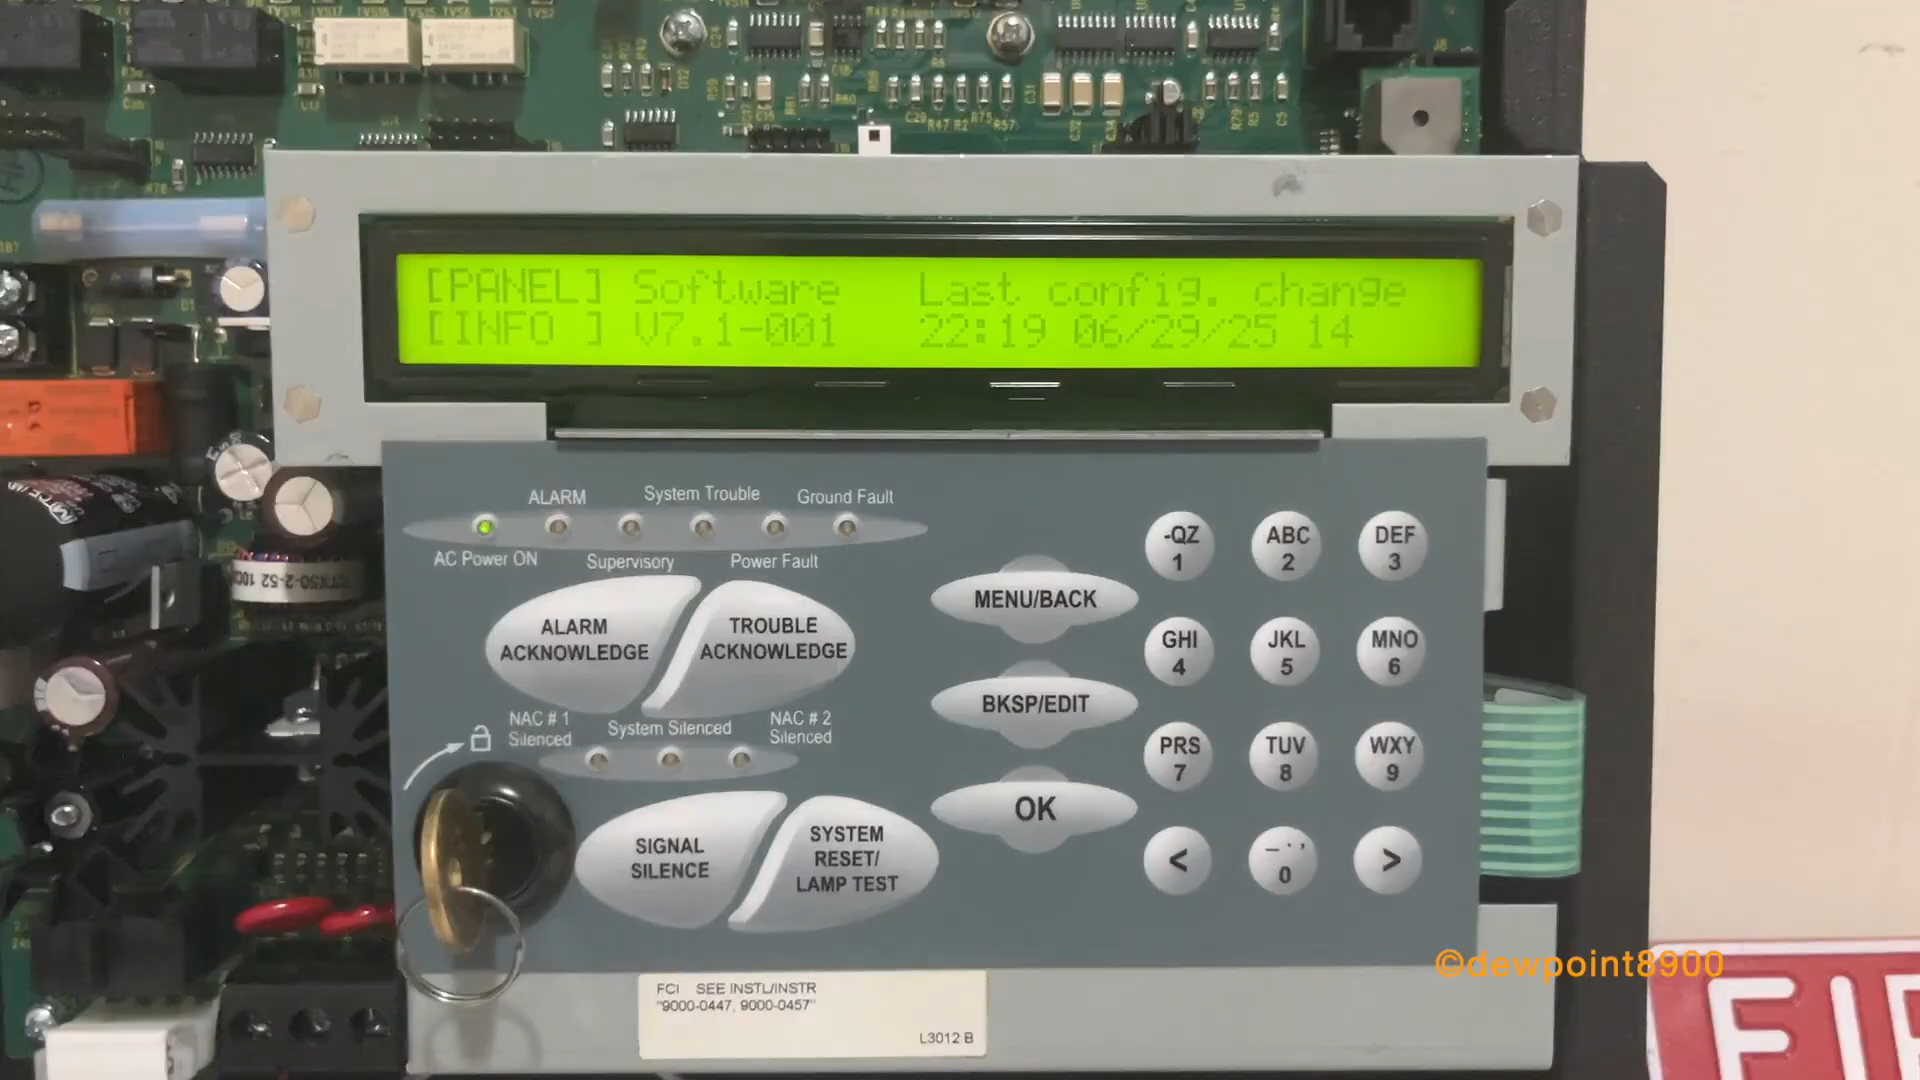 [PANEL] Software Last config. change
[INFO ] V7.1-001 22:19 06/29/25 14
ALARM
System Trouble
Ground Fault
AC Power ON
Supervisory
Power Fault
ALARM
ACKNOWLEDGE
TROUBLE
ACKNOWLEDGE
NAC # 1
Silenced
System Silenced
NAC # 2
Silenced
SIGNAL
SILENCE
SYSTEM
RESET/
LAMP TEST
MENU/BACK
BKSP/EDIT
OK
-QZ
1
ABC
2
DEF
3
GHI
4
JKL
5
MNO
6
PRS
7
TUV
8
WXY
9
<
0
>
FCI SEE INSTL/INSTR
"9000-0447, 9000-0457"
L3012 B
©dewpoint8900